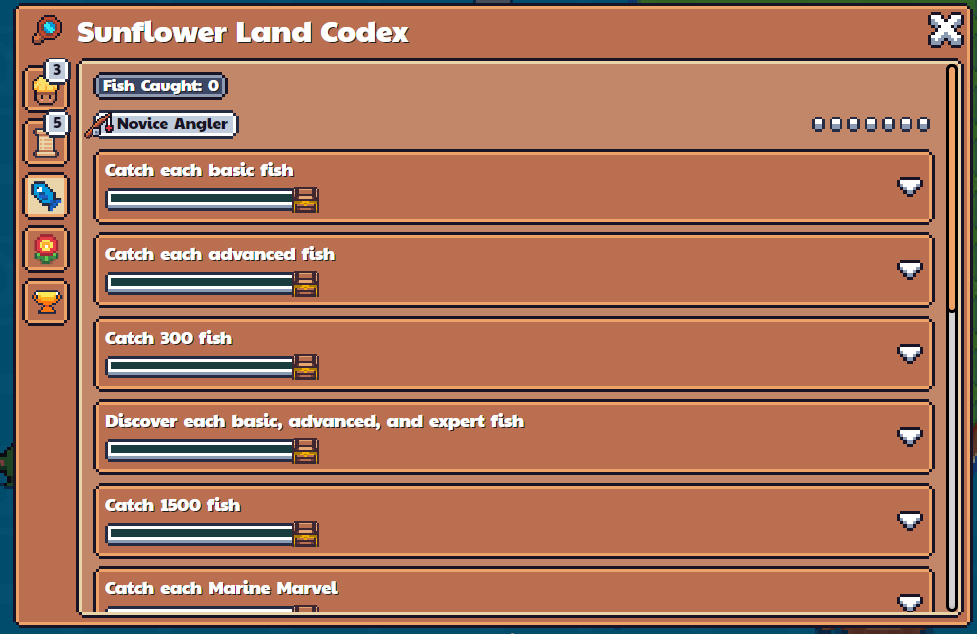 Sunflower Land Codex
3
Fish Caught: 0
5
Novice Angler
Catch each basic fish
Catch each advanced fish
Catch 300 fish
Discover each basic, advanced, and expert fish
Catch 1500 fish
Catch each Marine Marvel